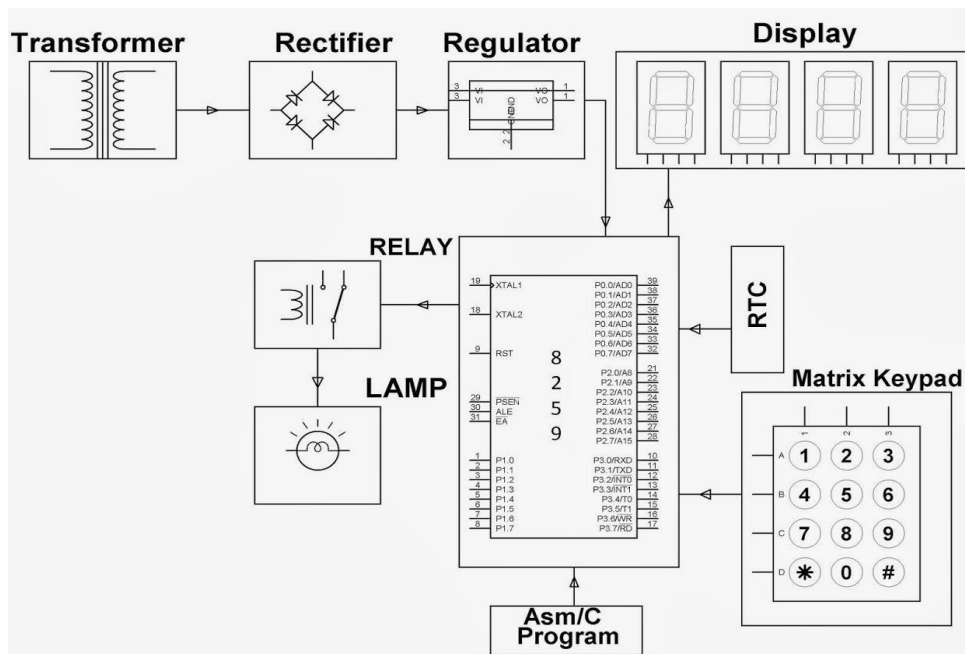 Transformer
Rectifier
Regulator
Display
3 VI VO 1
3 VI VO 1
GND
GND
2
2
RELAY
LAMP
19 XTAL1
18 XTAL2
9 RST
29 PSEN
30 ALE
31 EA
1 P1.0
2 P1.1
3 P1.2
4 P1.3
5 P1.4
6 P1.5
7 P1.6
8 P1.7
8
2
5
9
P0.0/AD0 39
P0.1/AD1 38
P0.2/AD2 37
P0.3/AD3 36
P0.4/AD4 35
P0.5/AD5 34
P0.6/AD6 33
P0.7/AD7 32
P2.0/A8 21
P2.1/A9 22
P2.2/A10 23
P2.3/A11 24
P2.4/A12 25
P2.5/A13 26
P2.6/A14 27
P2.7/A15 28
P3.0/RXD 10
P3.1/TXD 11
P3.2/INT0 12
P3.3/INT1 13
P3.4/T0 14
P3.5/T1 15
P3.6/WR 16
P3.7/RD 17
RTC
Matrix Keypad
1 2 3
A 1 2 3
B 4 5 6
C 7 8 9
D * 0 #
Asm/C
Program